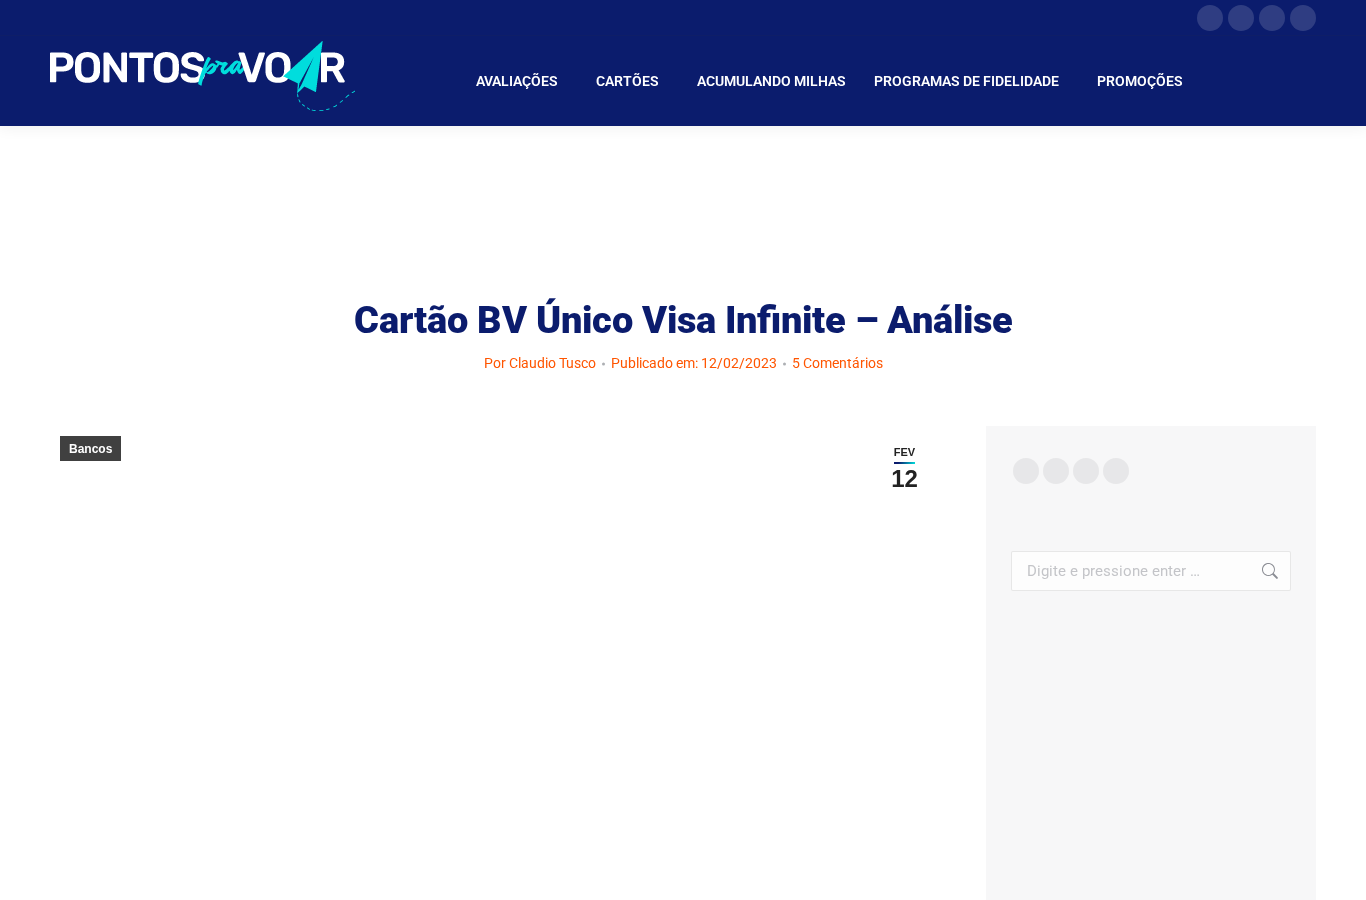 PONTOS pra VOAR
AVALIAÇÕES CARTÕES ACUMULANDO MILHAS PROGRAMAS DE FIDELIDADE PROMOÇÕES
Cartão BV Único Visa Infinite – Análise
Por Claudio Tusco • Publicado em: 12/02/2023 • 5 Comentários
Bancos
FEV
12
Digite e pressione enter …